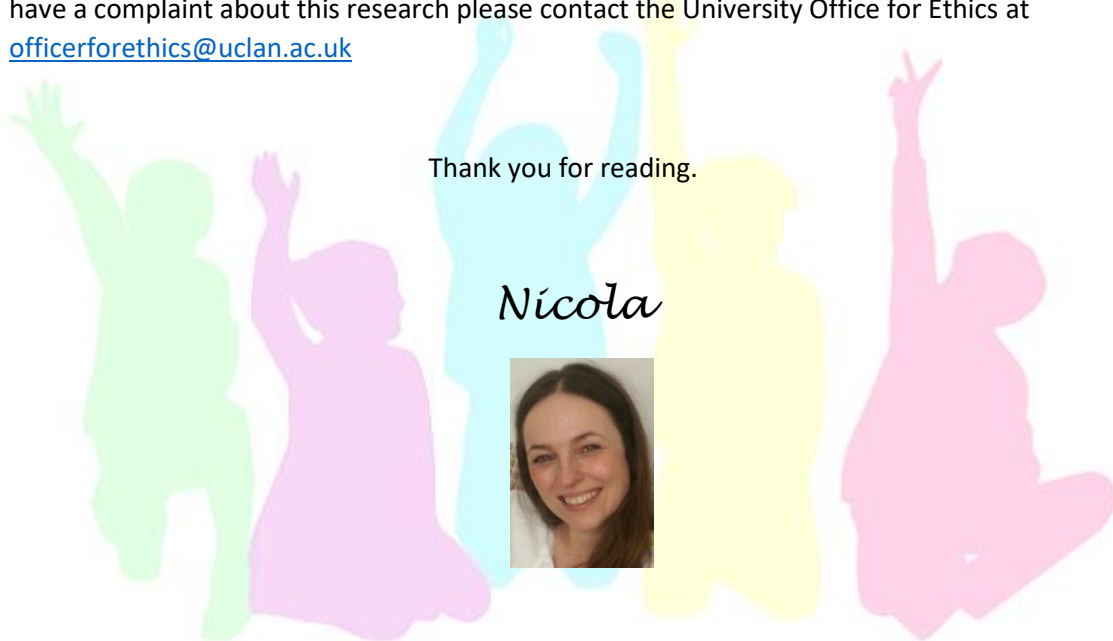 have a complaint about this research please contact the University Office for Ethics at
officerforethics@uclan.ac.uk
Thank you for reading.
Nicola